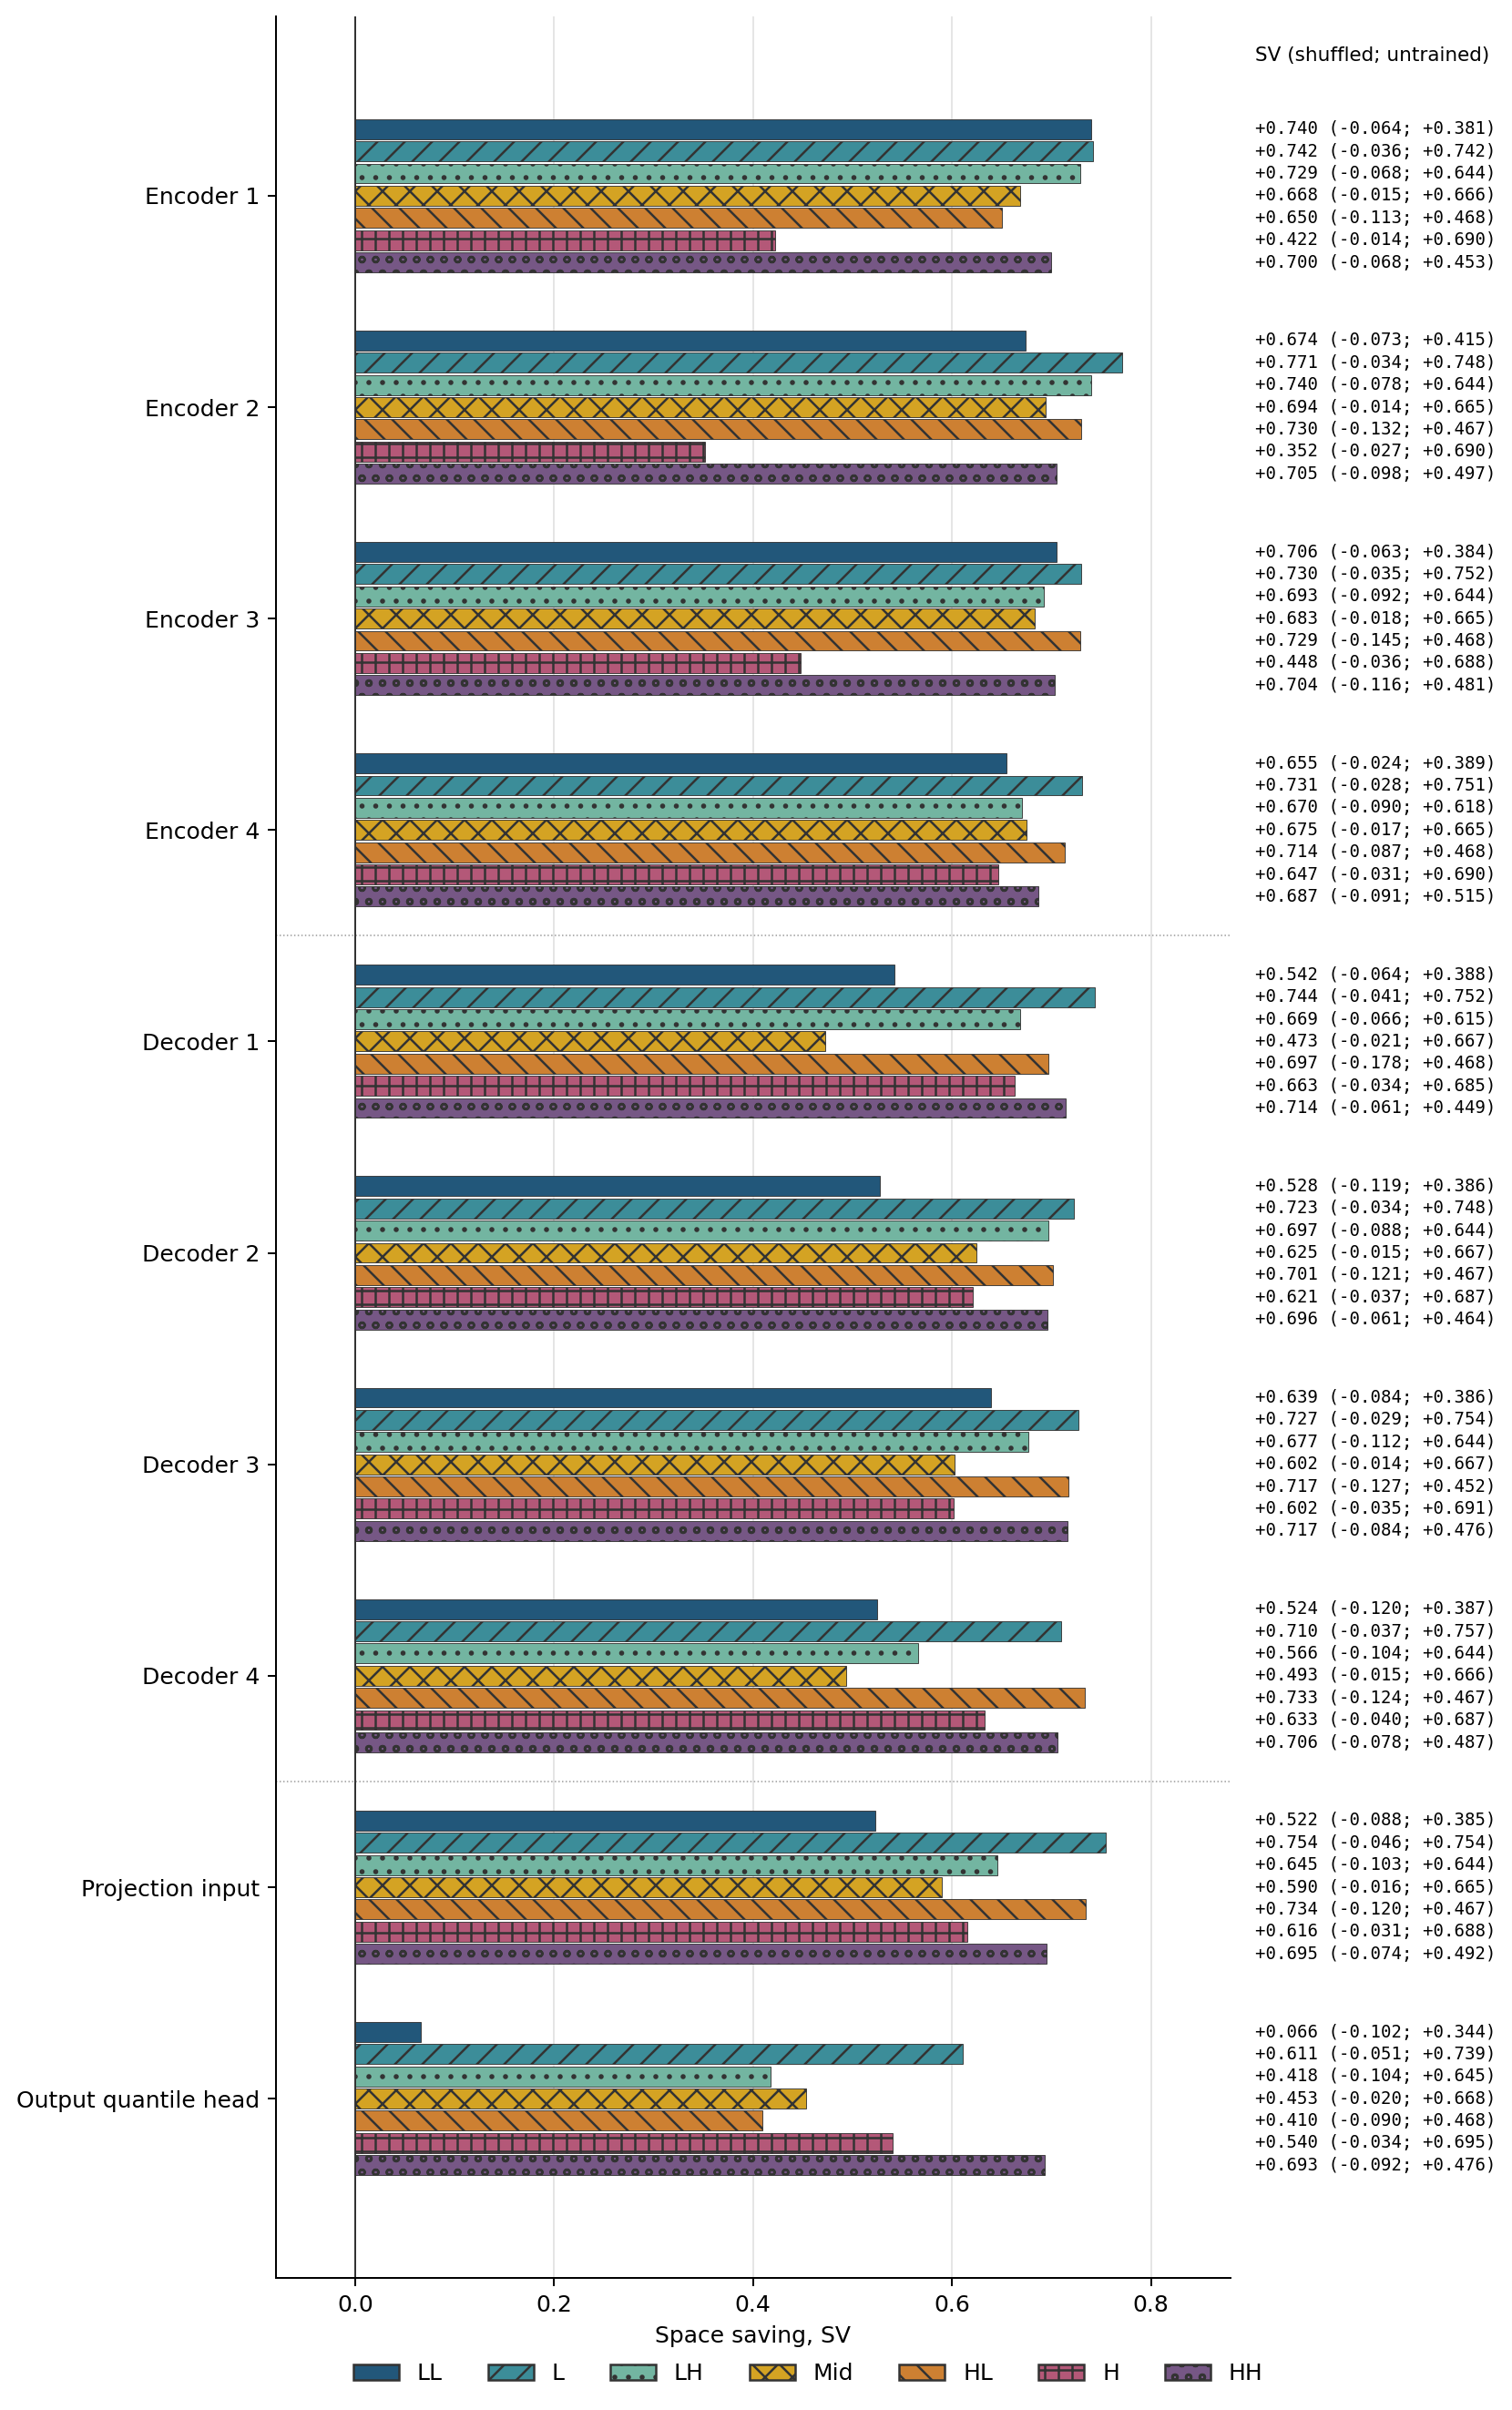 SV (shuffled; untrained)
Encoder 1
+0.740 (-0.064; +0.381)
+0.742 (-0.036; +0.742)
+0.729 (-0.068; +0.644)
+0.668 (-0.015; +0.666)
+0.650 (-0.113; +0.468)
+0.422 (-0.014; +0.690)
+0.700 (-0.068; +0.453)
Encoder 2
+0.674 (-0.073; +0.415)
+0.771 (-0.034; +0.748)
+0.740 (-0.078; +0.644)
+0.694 (-0.014; +0.665)
+0.730 (-0.132; +0.467)
+0.352 (-0.027; +0.690)
+0.705 (-0.098; +0.497)
Encoder 3
+0.706 (-0.063; +0.384)
+0.730 (-0.035; +0.752)
+0.693 (-0.092; +0.644)
+0.683 (-0.018; +0.665)
+0.729 (-0.145; +0.468)
+0.448 (-0.036; +0.688)
+0.704 (-0.116; +0.481)
Encoder 4
+0.655 (-0.024; +0.389)
+0.731 (-0.028; +0.751)
+0.670 (-0.090; +0.618)
+0.675 (-0.017; +0.665)
+0.714 (-0.087; +0.468)
+0.647 (-0.031; +0.690)
+0.687 (-0.091; +0.515)
Decoder 1
+0.542 (-0.064; +0.388)
+0.744 (-0.041; +0.752)
+0.669 (-0.066; +0.615)
+0.473 (-0.021; +0.667)
+0.697 (-0.178; +0.468)
+0.663 (-0.034; +0.685)
+0.714 (-0.061; +0.449)
Decoder 2
+0.528 (-0.119; +0.386)
+0.723 (-0.034; +0.748)
+0.697 (-0.088; +0.644)
+0.625 (-0.015; +0.667)
+0.701 (-0.121; +0.467)
+0.621 (-0.037; +0.687)
+0.696 (-0.061; +0.464)
Decoder 3
+0.639 (-0.084; +0.386)
+0.727 (-0.029; +0.754)
+0.677 (-0.112; +0.644)
+0.602 (-0.014; +0.667)
+0.717 (-0.127; +0.452)
+0.602 (-0.035; +0.691)
+0.717 (-0.084; +0.476)
Decoder 4
+0.524 (-0.120; +0.387)
+0.710 (-0.037; +0.757)
+0.566 (-0.104; +0.644)
+0.493 (-0.015; +0.666)
+0.733 (-0.124; +0.467)
+0.633 (-0.040; +0.687)
+0.706 (-0.078; +0.487)
Projection input
+0.522 (-0.088; +0.385)
+0.754 (-0.046; +0.754)
+0.645 (-0.103; +0.644)
+0.590 (-0.016; +0.665)
+0.734 (-0.120; +0.467)
+0.616 (-0.031; +0.688)
+0.695 (-0.074; +0.492)
Output quantile head
+0.066 (-0.102; +0.344)
+0.611 (-0.051; +0.739)
+0.418 (-0.104; +0.645)
+0.453 (-0.020; +0.668)
+0.410 (-0.090; +0.468)
+0.540 (-0.034; +0.695)
+0.693 (-0.092; +0.476)
0.0 0.2 0.4 0.6 0.8
Space saving, SV
LL L LH Mid HL H HH